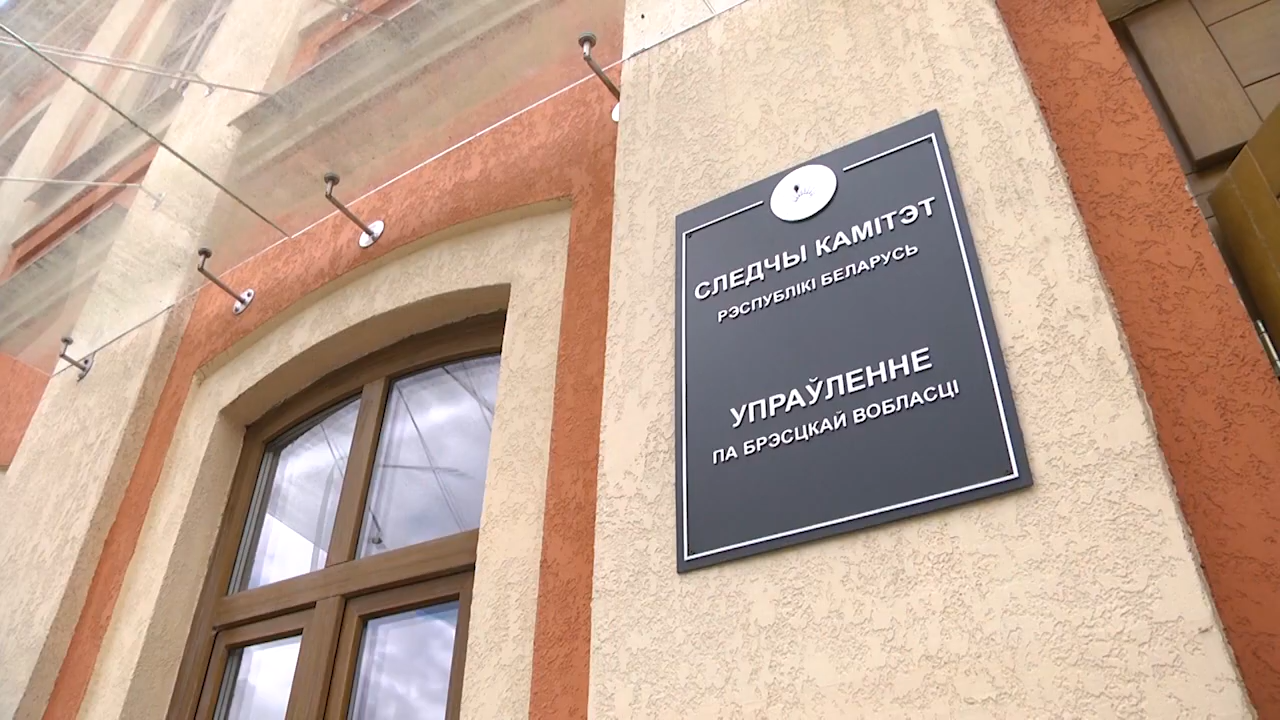 СЛЕДЧЫ КАМІТЭТ
РЭСПУБЛІКІ БЕЛАРУСЬ
УПРАЎЛЕННЕ
ПА БРЭСЦКАЙ ВОБЛАСЦІ